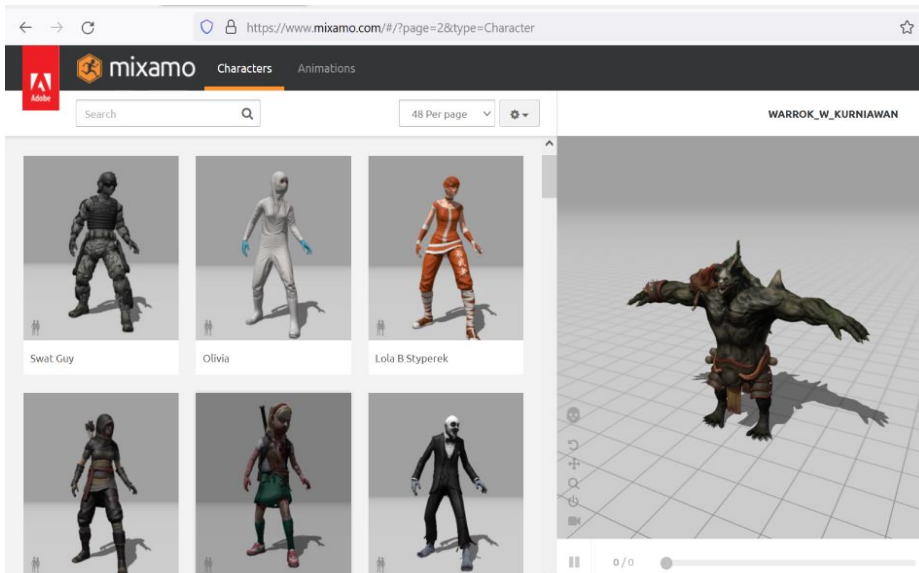 https://www.mixamo.com/#/?page=2&type=Character
Adobe
mixamo
Characters
Animations
Search
48 Per page
WARROK_W_KURNIAWAN
Swat Guy
Olivia
Lola B Styperek
0 / 0